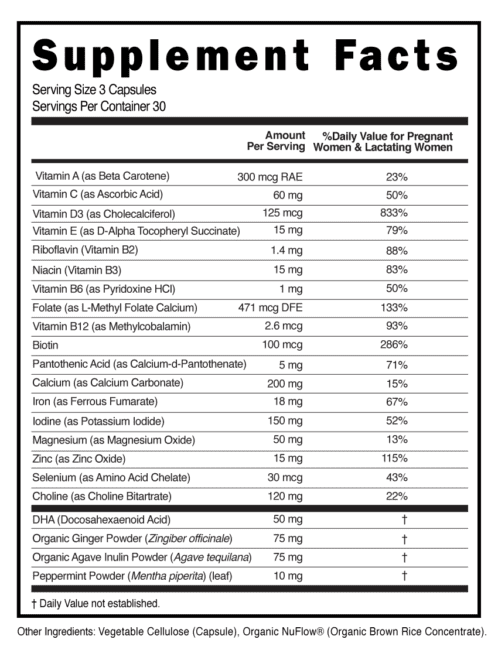 Supplement Facts
Serving Size 3 Capsules
Servings Per Container 30
Amount Per Serving %Daily Value for Pregnant Women & Lactating Women
Vitamin A (as Beta Carotene) 300 mcg RAE 23%
Vitamin C (as Ascorbic Acid) 60 mg 50%
Vitamin D3 (as Cholecalciferol) 125 mcg 833%
Vitamin E (as D-Alpha Tocopheryl Succinate) 15 mg 79%
Riboflavin (Vitamin B2) 1.4 mg 88%
Niacin (Vitamin B3) 15 mg 83%
Vitamin B6 (as Pyridoxine HCl) 1 mg 50%
Folate (as L-Methyl Folate Calcium) 471 mcg DFE 133%
Vitamin B12 (as Methylcobalamin) 2.6 mcg 93%
Biotin 100 mcg 286%
Pantothenic Acid (as Calcium-d-Pantothenate) 5 mg 71%
Calcium (as Calcium Carbonate) 200 mg 15%
Iron (as Ferrous Fumarate) 18 mg 67%
Iodine (as Potassium Iodide) 150 mg 52%
Magnesium (as Magnesium Oxide) 50 mg 13%
Zinc (as Zinc Oxide) 15 mg 115%
Selenium (as Amino Acid Chelate) 30 mcg 43%
Choline (as Choline Bitartrate) 120 mg 22%
DHA (Docosahexaenoid Acid) 50 mg †
Organic Ginger Powder (Zingiber officinale) 75 mg †
Organic Agave Inulin Powder (Agave tequilana) 75 mg †
Peppermint Powder (Mentha piperita) (leaf) 10 mg †
† Daily Value not established.
Other Ingredients: Vegetable Cellulose (Capsule), Organic NuFlow® (Organic Brown Rice Concentrate).